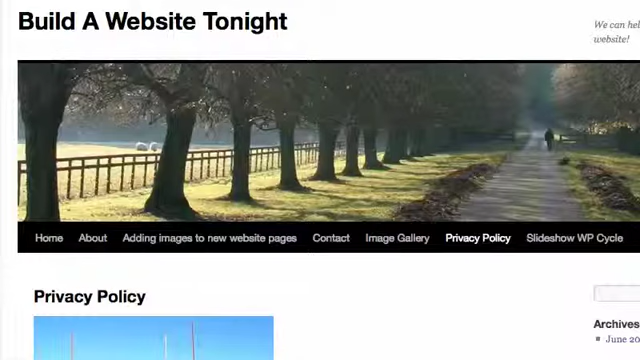 Build A Website Tonight
We can hel
website!
Home About Adding images to new website pages Contact Image Gallery Privacy Policy Slideshow WP Cycle
Privacy Policy
Archives
June 20